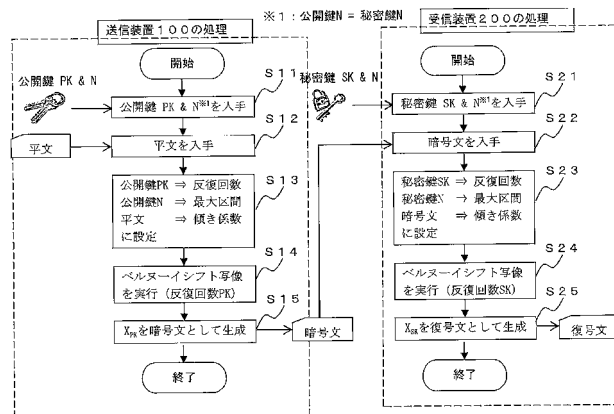 ※1：公開鍵N = 秘密鍵N
送信装置100の処理
開始
公開鍵 PK & N
S11
公開鍵 PK & N※1を入手
S12
平文
平文を入手
S13
公開鍵PK ⇒ 反復回数
公開鍵N ⇒ 最大区間
平文 ⇒ 傾き係数
に設定
S14
ベルヌーイシフト写像
を実行（反復回数PK）
S15
XPKを暗号文として生成
暗号文
終了
受信装置200の処理
開始
秘密鍵 SK & N
S21
秘密鍵 SK & N※1を入手
S22
暗号文を入手
S23
秘密鍵SK ⇒ 反復回数
秘密鍵N ⇒ 最大区間
暗号文 ⇒ 傾き係数
に設定
S24
ベルヌーイシフト写像
を実行（反復回数SK）
S25
XSKを復号文として生成
復号文
終了